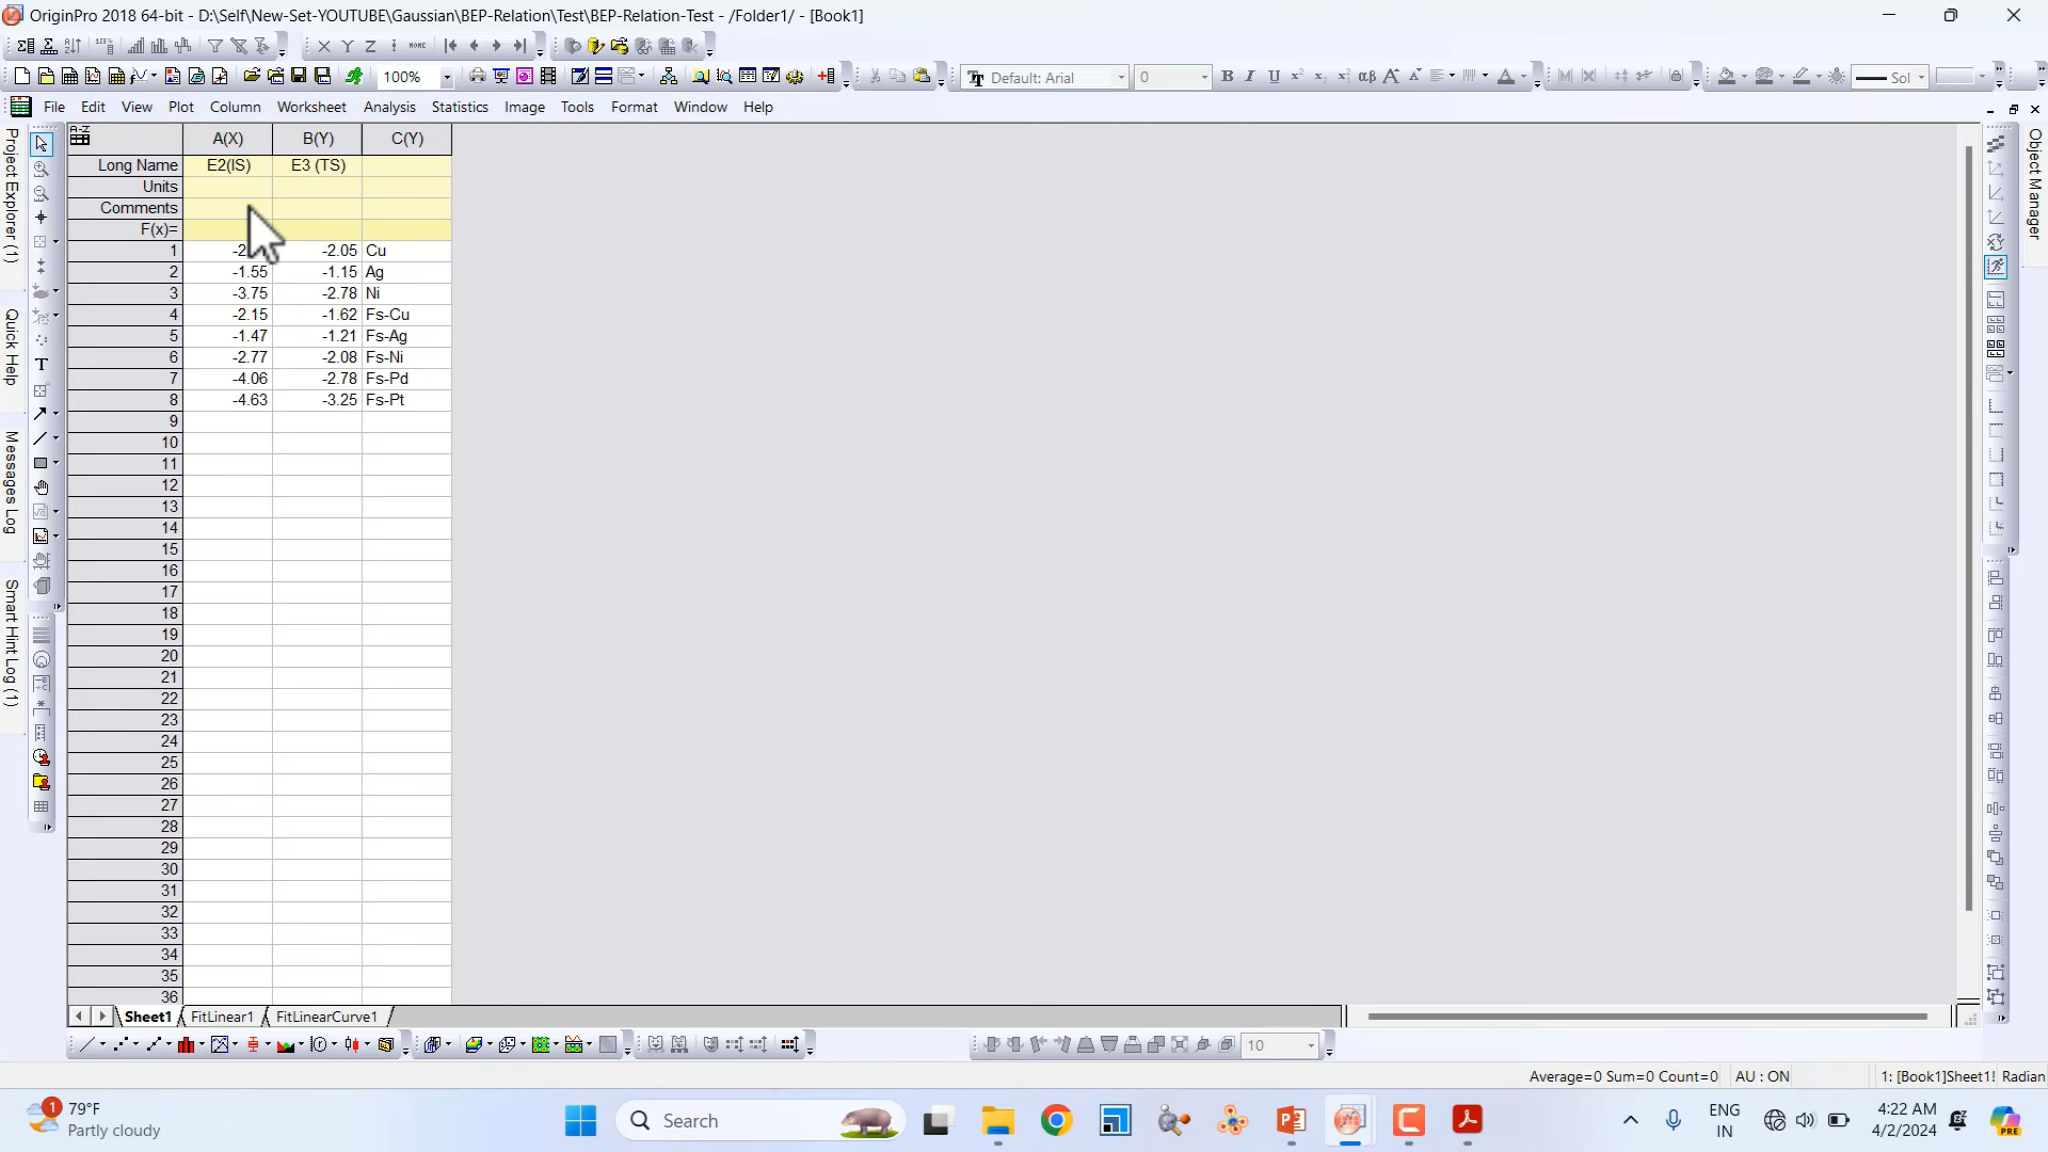 OriginPro 2018 64-bit - D:\Self\New-Set-YOUTUBE\Gaussian\BEP-Relation\Test\BEP-Relation-Test - /Folder1/ - [Book1]
100%
Default: Arial
0
Sol
File Edit View Plot Column Worksheet Analysis Statistics Image Tools Format Window Help
Project Explorer (1)
Quick Help
Messages Log
Smart Hint Log (1)
Object Manager
A(X) B(Y) C(Y)
Long Name E2(IS) E3 (TS)
Units
Comments
F(x)=
1 -2.05 Cu
2 -1.55 -1.15 Ag
3 -3.75 -2.78 Ni
4 -2.15 -1.62 Fs-Cu
5 -1.47 -1.21 Fs-Ag
6 -2.77 -2.08 Fs-Ni
7 -4.06 -2.78 Fs-Pd
8 -4.63 -3.25 Fs-Pt
9
10
11
12
13
14
15
16
17
18
19
20
21
22
23
24
25
26
27
28
29
30
31
32
33
34
35
36
Sheet1 FitLinear1 FitLinearCurve1
10
Average=0 Sum=0 Count=0 AU : ON 1: [Book1]Sheet1! Radian
1
79°F
Partly cloudy
Search
ENG
IN
4:22 AM
4/2/2024
PRE